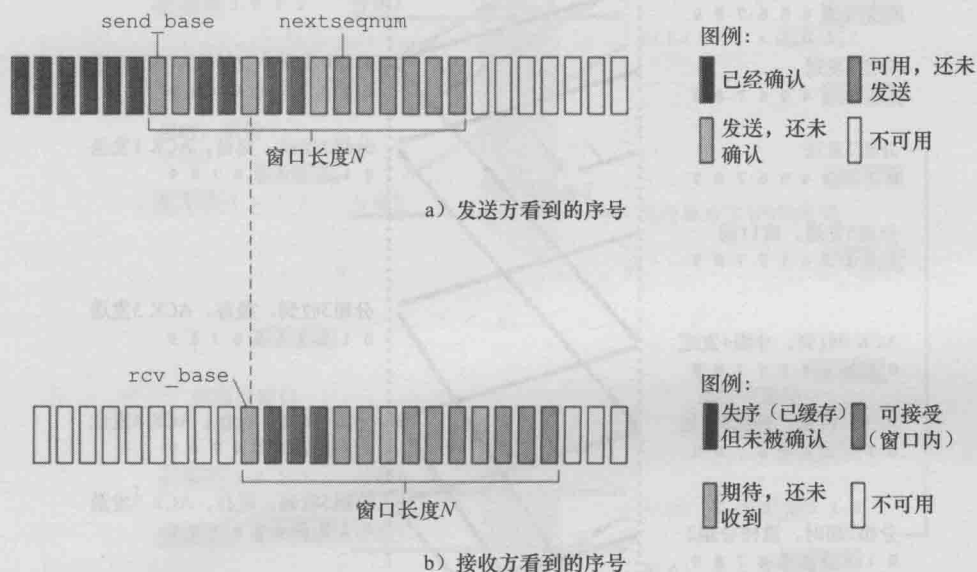 send_base
nextseqnum
窗口长度N
a）发送方看到的序号
图例：
已经确认
可用，还未
发送
发送，还未
确认
不可用
rcv_base
窗口长度N
b）接收方看到的序号
图例：
失序（已缓存）
但未被确认
可接受
（窗口内）
期待，还未
收到
不可用